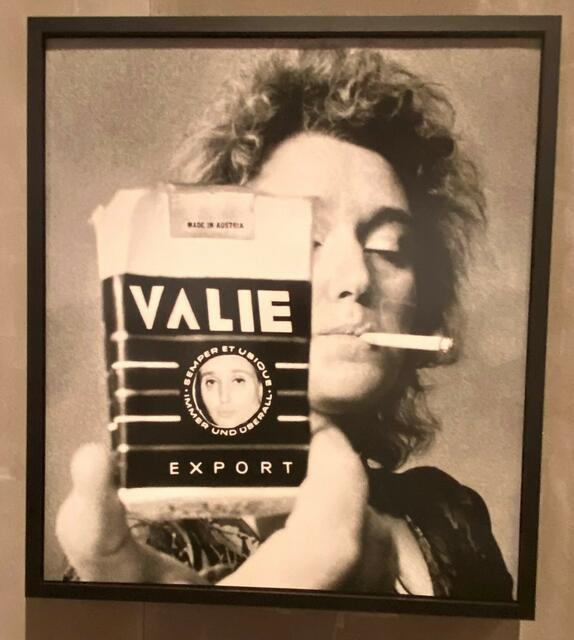 MADE IN AUSTRIA
VALIE
· SEMPER ET UBIQUE ·
IMMER UND ÜBERALL
EXPORT